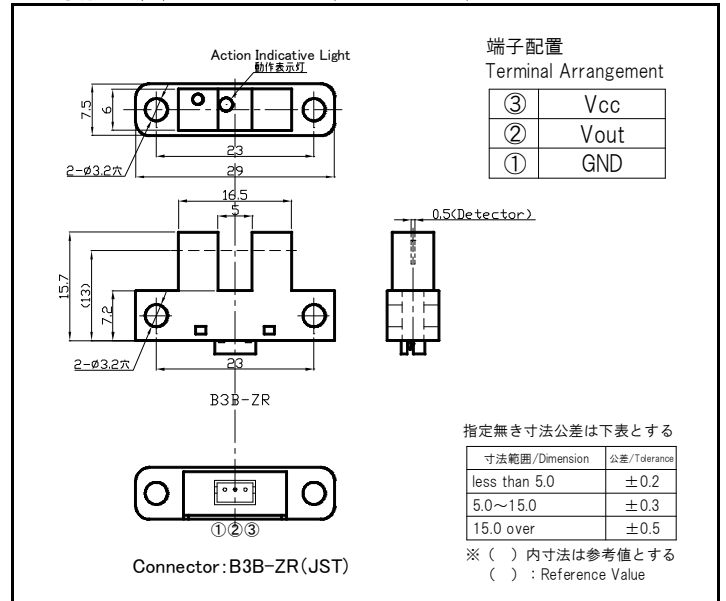 Action Indicative Light
動作表示灯
7.5
6
23
29
2-ø3.2穴
端子配置
Terminal Arrangement
③ Vcc
② Vout
① GND
16.5
5
0.5(Detector)
15.7
(13)
7.2
2-ø3.2穴
23
B3B-ZR
①②③
Connector:B3B-ZR(JST)
指定無き寸法公差は下表とする
寸法範囲/Dimension 公差/Tolerance
less than 5.0 ±0.2
5.0～15.0 ±0.3
15.0 over ±0.5
※（　）内寸法は参考値とする
（　）：Reference Value